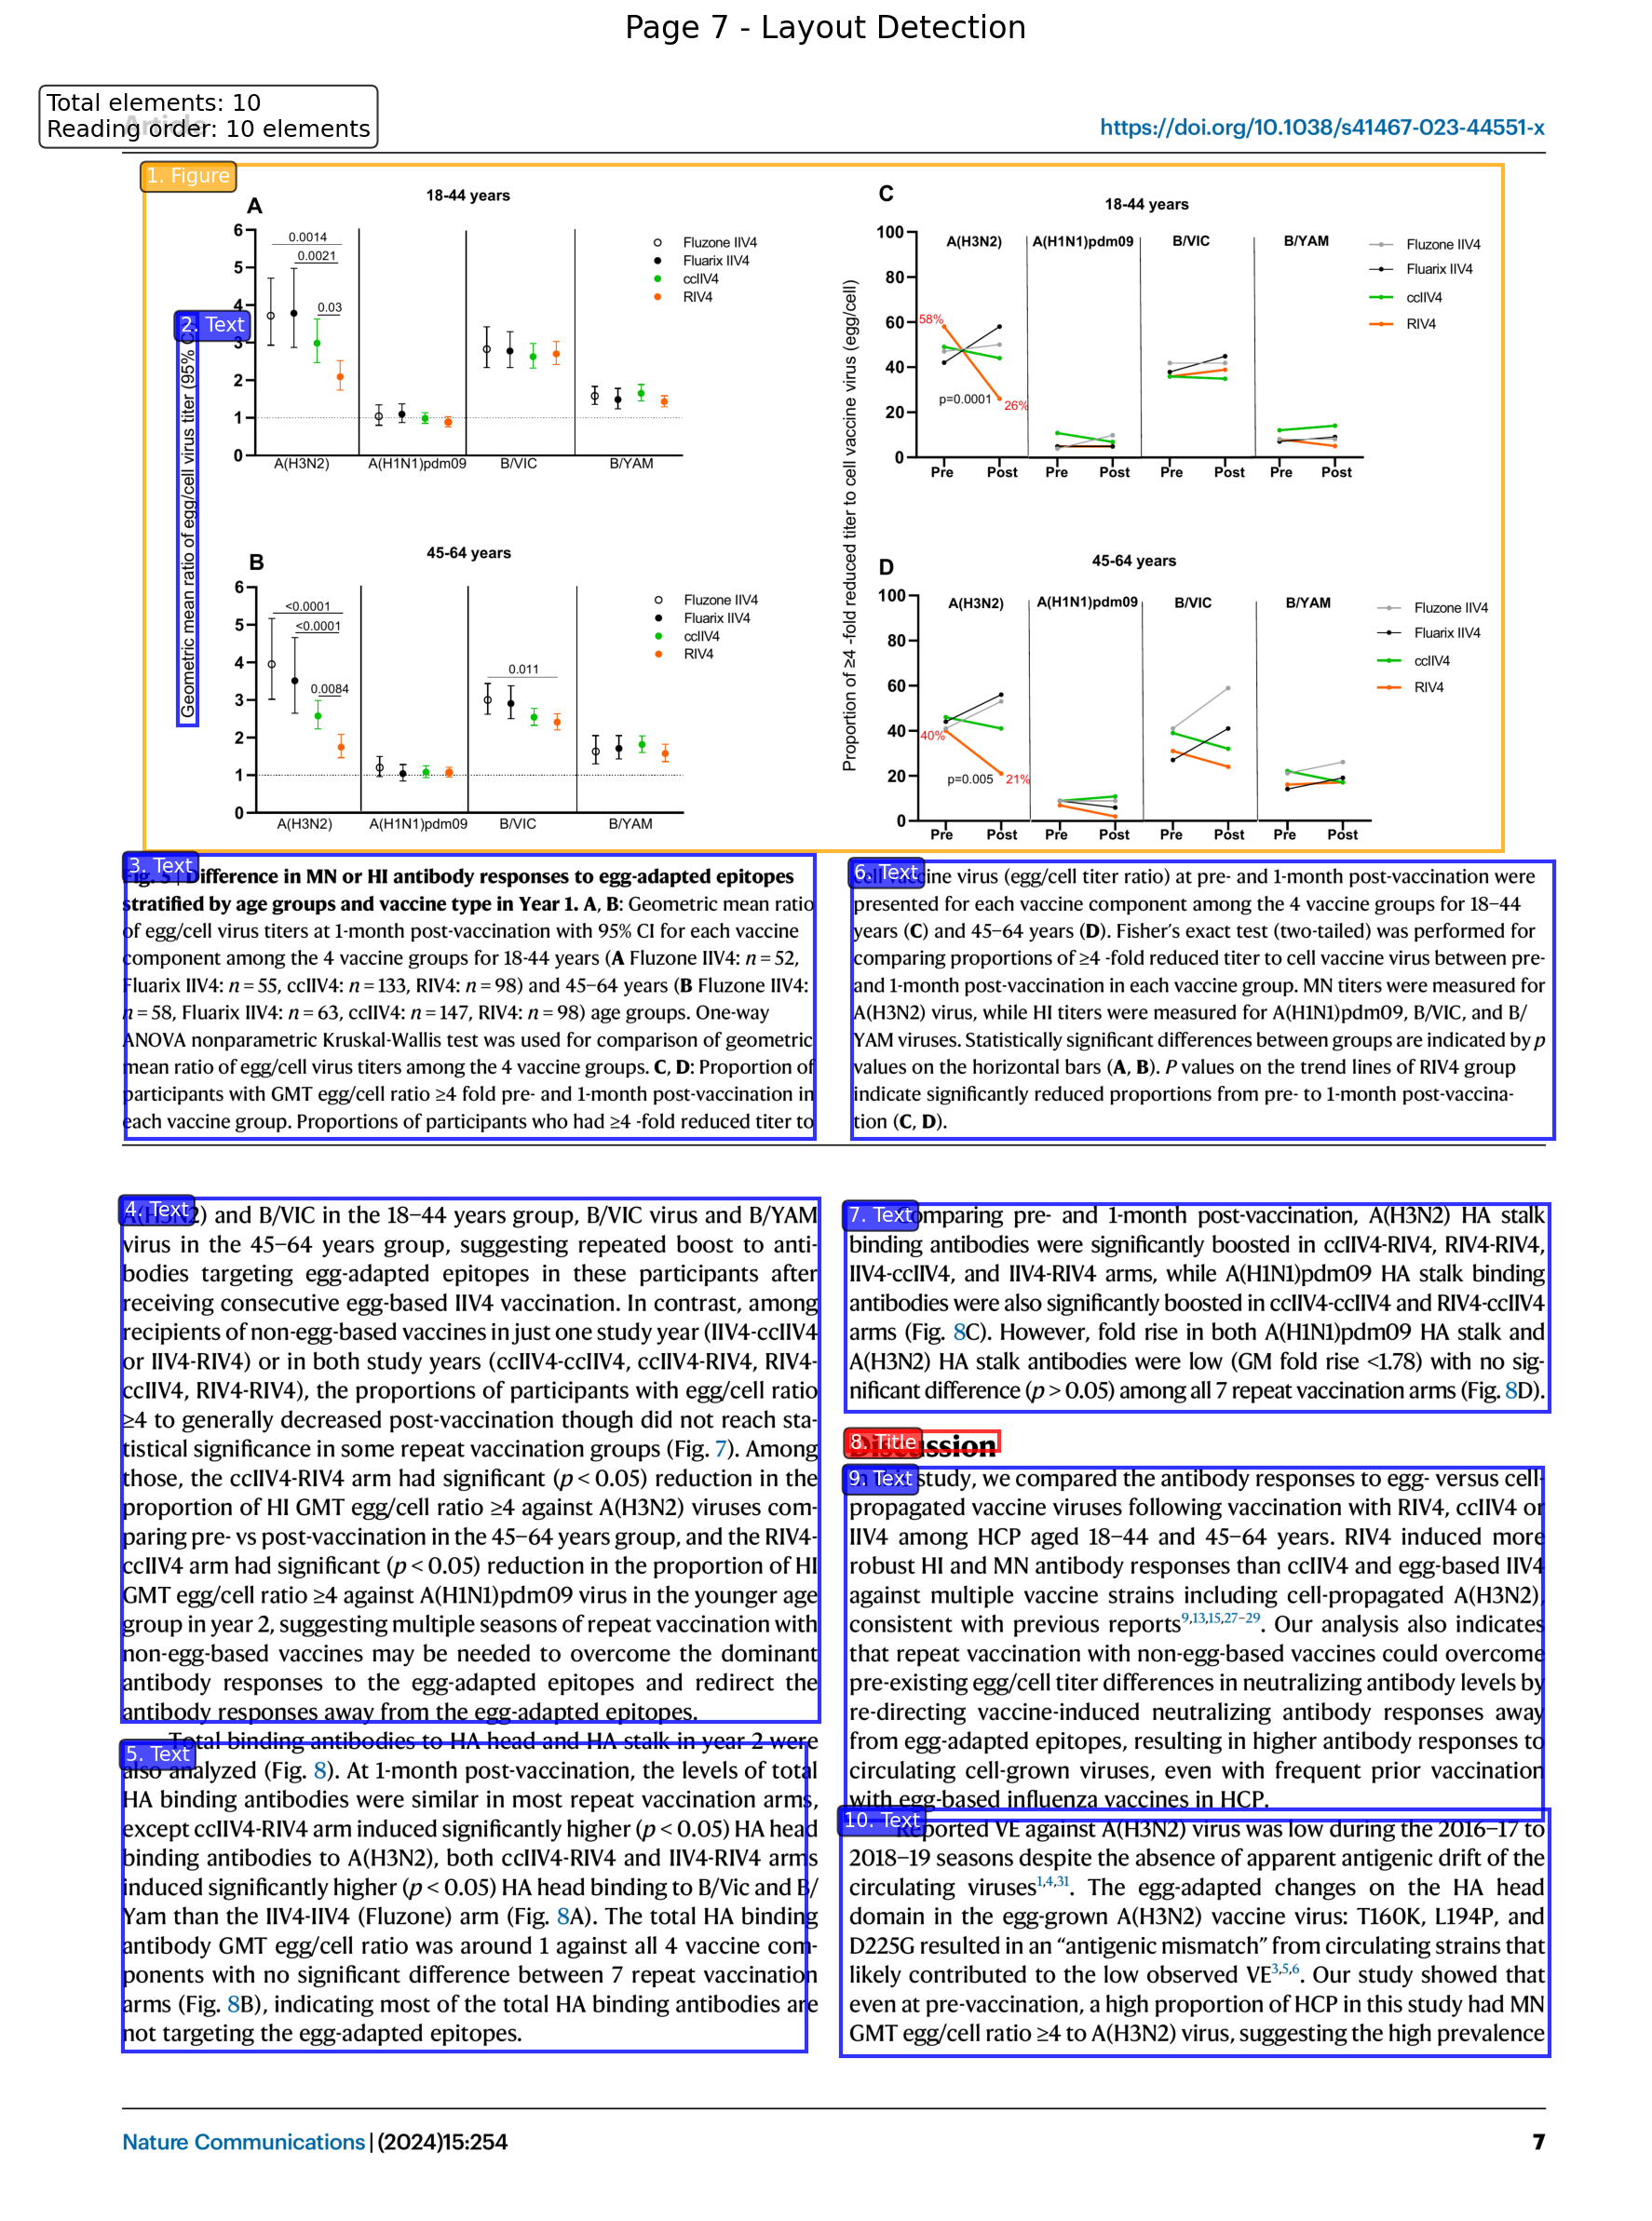 Page 7 - Layout Detection
Total elements: 10
Reading order: 10 elements
Article
https://doi.org/10.1038/s41467-023-44551-x
1. Figure
A
18-44 years
6
5
4
3
2
1
0
0.0014
0.0021
0.03
Fluzone IIV4
Fluarix IIV4
ccIIV4
RIV4
A(H3N2)
A(H1N1)pdm09
B/VIC
B/YAM
2. Text
Geometric mean ratio of egg/cell virus titer (95%
B
45-64 years
6
5
4
3
2
1
0
<0.0001
<0.0001
0.0084
0.011
Fluzone IIV4
Fluarix IIV4
ccIIV4
RIV4
A(H3N2)
A(H1N1)pdm09
B/VIC
B/YAM
Proportion of ≥4 -fold reduced titer to cell vaccine virus (egg/cell)
C
18-44 years
100
80
60
40
20
0
A(H3N2)
A(H1N1)pdm09
B/VIC
B/YAM
58%
p=0.0001
26%
Fluzone IIV4
Fluarix IIV4
ccIIV4
RIV4
Pre Post Pre Post Pre Post Pre Post
D
45-64 years
100
80
60
40
20
0
A(H3N2)
A(H1N1)pdm09
B/VIC
B/YAM
40%
p=0.005
21%
Fluzone IIV4
Fluarix IIV4
ccIIV4
RIV4
Pre Post Pre Post Pre Post Pre Post
3. Text
Fig. 5 | Difference in MN or HI antibody responses to egg-adapted epitopes
stratified by age groups and vaccine type in Year 1. A, B: Geometric mean ratio
of egg/cell virus titers at 1-month post-vaccination with 95% CI for each vaccine
component among the 4 vaccine groups for 18-44 years (A Fluzone IIV4: n = 52,
Fluarix IIV4: n = 55, ccIIV4: n = 133, RIV4: n = 98) and 45–64 years (B Fluzone IIV4:
n = 58, Fluarix IIV4: n = 63, ccIIV4: n = 147, RIV4: n = 98) age groups. One-way
ANOVA nonparametric Kruskal-Wallis test was used for comparison of geometric
mean ratio of egg/cell virus titers among the 4 vaccine groups. C, D: Proportion of
participants with GMT egg/cell ratio ≥4 fold pre- and 1-month post-vaccination in
each vaccine group. Proportions of participants who had ≥4 -fold reduced titer to
6. Text
cell vaccine virus (egg/cell titer ratio) at pre- and 1-month post-vaccination were
presented for each vaccine component among the 4 vaccine groups for 18–44
years (C) and 45–64 years (D). Fisher's exact test (two-tailed) was performed for
comparing proportions of ≥4 -fold reduced titer to cell vaccine virus between pre-
and 1-month post-vaccination in each vaccine group. MN titers were measured for
A(H3N2) virus, while HI titers were measured for A(H1N1)pdm09, B/VIC, and B/
YAM viruses. Statistically significant differences between groups are indicated by p
values on the horizontal bars (A, B). P values on the trend lines of RIV4 group
indicate significantly reduced proportions from pre- to 1-month post-vaccina-
tion (C, D).
4. Text
A(H3N2) and B/VIC in the 18–44 years group, B/VIC virus and B/YAM
virus in the 45–64 years group, suggesting repeated boost to anti-
bodies targeting egg-adapted epitopes in these participants after
receiving consecutive egg-based IIV4 vaccination. In contrast, among
recipients of non-egg-based vaccines in just one study year (IIV4-ccIIV4
or IIV4-RIV4) or in both study years (ccIIV4-ccIIV4, ccIIV4-RIV4, RIV4-
ccIIV4, RIV4-RIV4), the proportions of participants with egg/cell ratio
≥4 to generally decreased post-vaccination though did not reach sta-
tistical significance in some repeat vaccination groups (Fig. 7). Among
those, the ccIIV4-RIV4 arm had significant (p < 0.05) reduction in the
proportion of HI GMT egg/cell ratio ≥4 against A(H3N2) viruses com-
paring pre- vs post-vaccination in the 45–64 years group, and the RIV4-
ccIIV4 arm had significant (p < 0.05) reduction in the proportion of HI
GMT egg/cell ratio ≥4 against A(H1N1)pdm09 virus in the younger age
group in year 2, suggesting multiple seasons of repeat vaccination with
non-egg-based vaccines may be needed to overcome the dominant
antibody responses to the egg-adapted epitopes and redirect the
antibody responses away from the egg-adapted epitopes.
5. Text
Total binding antibodies to HA head and HA stalk in year 2 were
also analyzed (Fig. 8). At 1-month post-vaccination, the levels of total
HA binding antibodies were similar in most repeat vaccination arms,
except ccIIV4-RIV4 arm induced significantly higher (p < 0.05) HA head
binding antibodies to A(H3N2), both ccIIV4-RIV4 and IIV4-RIV4 arms
induced significantly higher (p < 0.05) HA head binding to B/Vic and B/
Yam than the IIV4-IIV4 (Fluzone) arm (Fig. 8A). The total HA binding
antibody GMT egg/cell ratio was around 1 against all 4 vaccine com-
ponents with no significant difference between 7 repeat vaccination
arms (Fig. 8B), indicating most of the total HA binding antibodies are
not targeting the egg-adapted epitopes.
7. Text
Comparing pre- and 1-month post-vaccination, A(H3N2) HA stalk
binding antibodies were significantly boosted in ccIIV4-RIV4, RIV4-RIV4,
IIV4-ccIIV4, and IIV4-RIV4 arms, while A(H1N1)pdm09 HA stalk binding
antibodies were also significantly boosted in ccIIV4-ccIIV4 and RIV4-ccIIV4
arms (Fig. 8C). However, fold rise in both A(H1N1)pdm09 HA stalk and
A(H3N2) HA stalk antibodies were low (GM fold rise <1.78) with no sig-
nificant difference (p > 0.05) among all 7 repeat vaccination arms (Fig. 8D).
8. Title
Discussion
9. Text
In this study, we compared the antibody responses to egg- versus cell-
propagated vaccine viruses following vaccination with RIV4, ccIIV4 or
IIV4 among HCP aged 18–44 and 45–64 years. RIV4 induced more
robust HI and MN antibody responses than ccIIV4 and egg-based IIV4
against multiple vaccine strains including cell-propagated A(H3N2),
consistent with previous reports9,13,15,27–29. Our analysis also indicates
that repeat vaccination with non-egg-based vaccines could overcome
pre-existing egg/cell titer differences in neutralizing antibody levels by
re-directing vaccine-induced neutralizing antibody responses away
from egg-adapted epitopes, resulting in higher antibody responses to
circulating cell-grown viruses, even with frequent prior vaccination
with egg-based influenza vaccines in HCP.
10. Text
Reported VE against A(H3N2) virus was low during the 2016–17 to
2018–19 seasons despite the absence of apparent antigenic drift of the
circulating viruses1,4,31. The egg-adapted changes on the HA head
domain in the egg-grown A(H3N2) vaccine virus: T160K, L194P, and
D225G resulted in an “antigenic mismatch” from circulating strains that
likely contributed to the low observed VE3,5,6. Our study showed that
even at pre-vaccination, a high proportion of HCP in this study had MN
GMT egg/cell ratio ≥4 to A(H3N2) virus, suggesting the high prevalence
Nature Communications | (2024)15:254
7